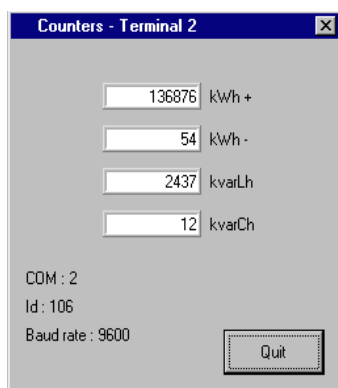 Counters - Terminal 2
136876 kWh +
54 kWh -
2437 kvarLh
12 kvarCh
COM : 2
Id : 106
Baud rate : 9600
Quit